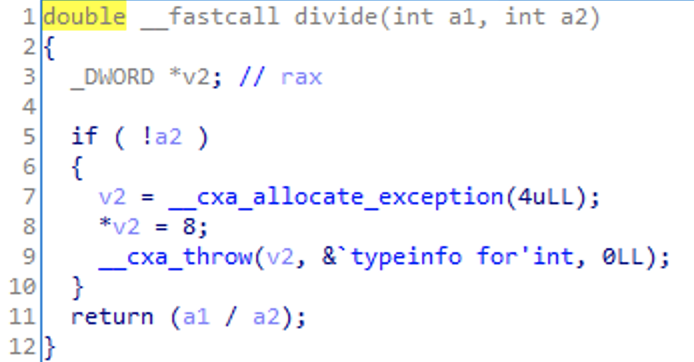 1 double __fastcall divide(int a1, int a2)
2 {
3   _DWORD *v2; // rax
4
5   if ( !a2 )
6   {
7     v2 = __cxa_allocate_exception(4uLL);
8     *v2 = 8;
9     __cxa_throw(v2, &`typeinfo for'int, 0LL);
10   }
11   return (a1 / a2);
12 }